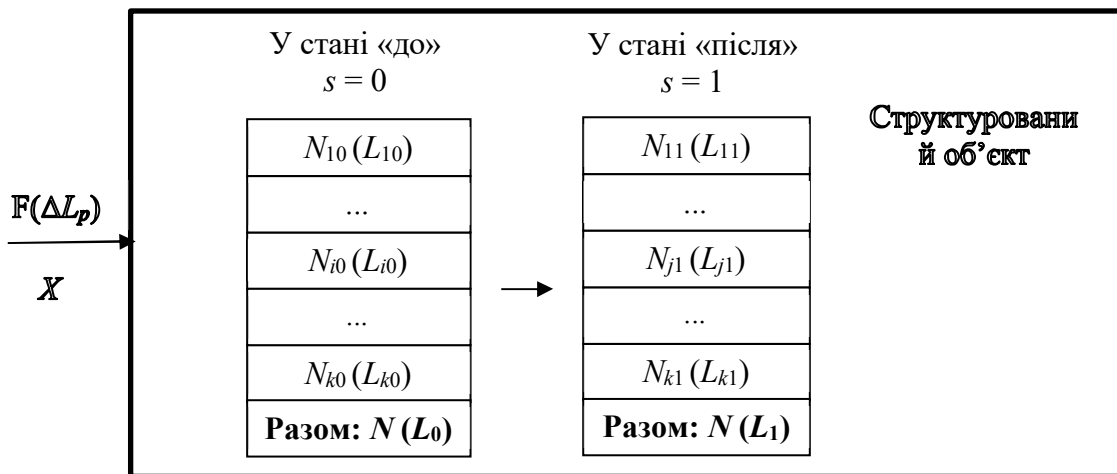 У стані «до»
s = 0
У стані «після»
s = 1
Структуровани
й об’єкт
𝔽(ΔLₚ)
X
N₁₀ (L₁₀)
...
Nᵢ₀ (Lᵢ₀)
...
Nₖ₀ (Lₖ₀)
Разом: N (L₀)
N₁₁ (L₁₁)
...
Nⱼ₁ (Lⱼ₁)
...
Nₖ₁ (Lₖ₁)
Разом: N (L₁)